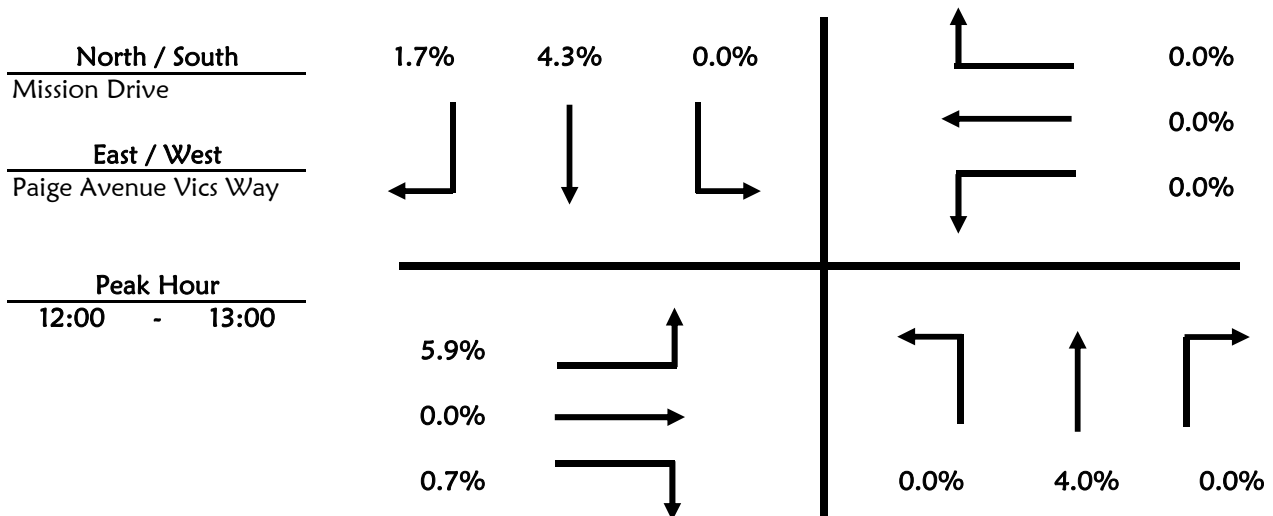 North / South
Mission Drive
East / West
Paige Avenue Vics Way
Peak Hour
12:00 - 13:00
1.7% 4.3% 0.0%
0.0%
0.0%
0.0%
5.9%
0.0%
0.7%
0.0% 4.0% 0.0%